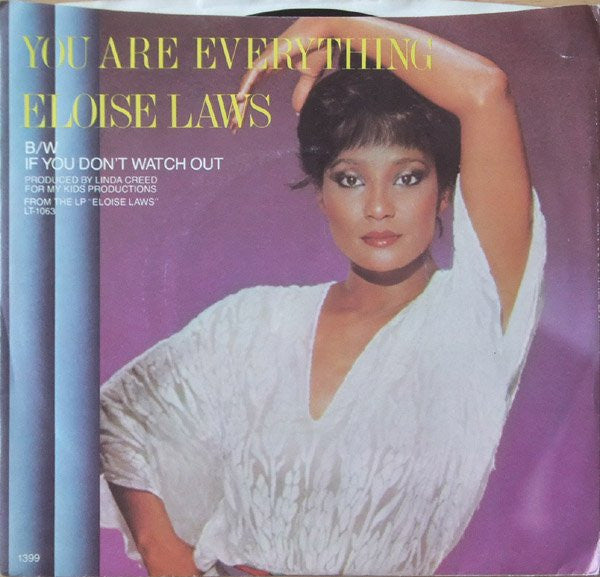 YOU ARE EVERYTHING
ELOISE LAWS
B/W
IF YOU DON'T WATCH OUT
PRODUCED BY LINDA CREED
FOR MY KIDS PRODUCTIONS
FROM THE LP "ELOISE LAWS"
LT-1063
1399